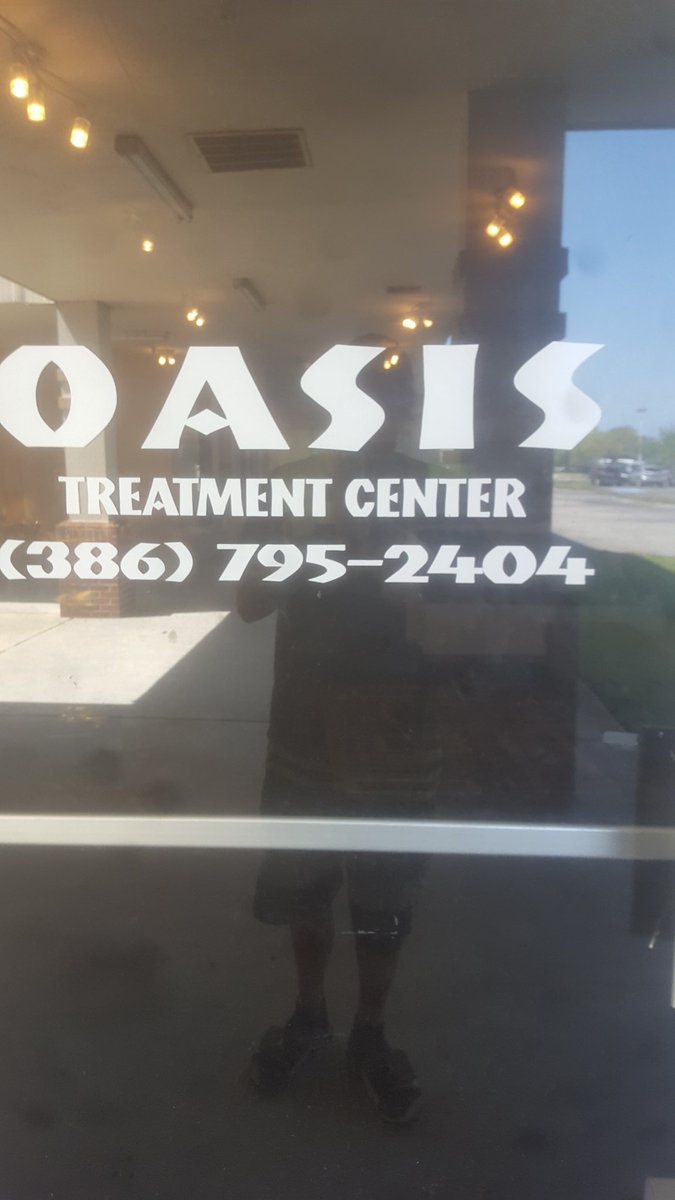 OASIS
TREATMENT CENTER
(386) 795-2404